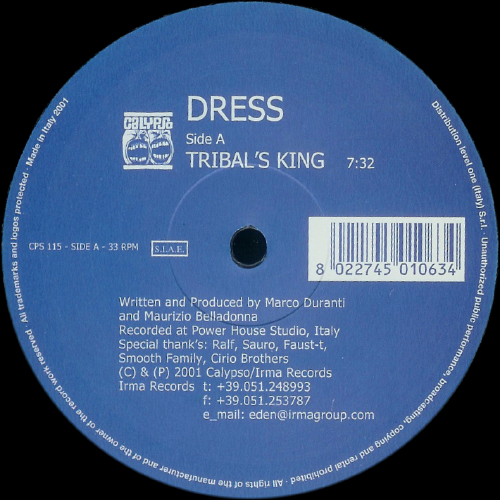 DRESS
CALYPSO
Side A
TRIBAL'S KING 7:32
CPS 115 - SIDE A - 33 RPM
S.I.A.E.
8 022745 010634
Written and Produced by Marco Duranti
and Maurizio Belladonna
Recorded at Power House Studio, Italy
Special thank's: Ralf, Sauro, Faust-t,
Smooth Family, Cirio Brothers
(C) & (P) 2001 Calypso/Irma Records
Irma Records t: +39.051.248993
f: +39.051.253787
e_mail: eden@irmagroup.com
Distribution level one (Italy) S.r.l. · Unauthorized public performance, broadcasting, copying and rental prohibited · All rights of the manufacturer and of the owner of the record work reserved · All trademarks and logos protected · Made in Italy 2001